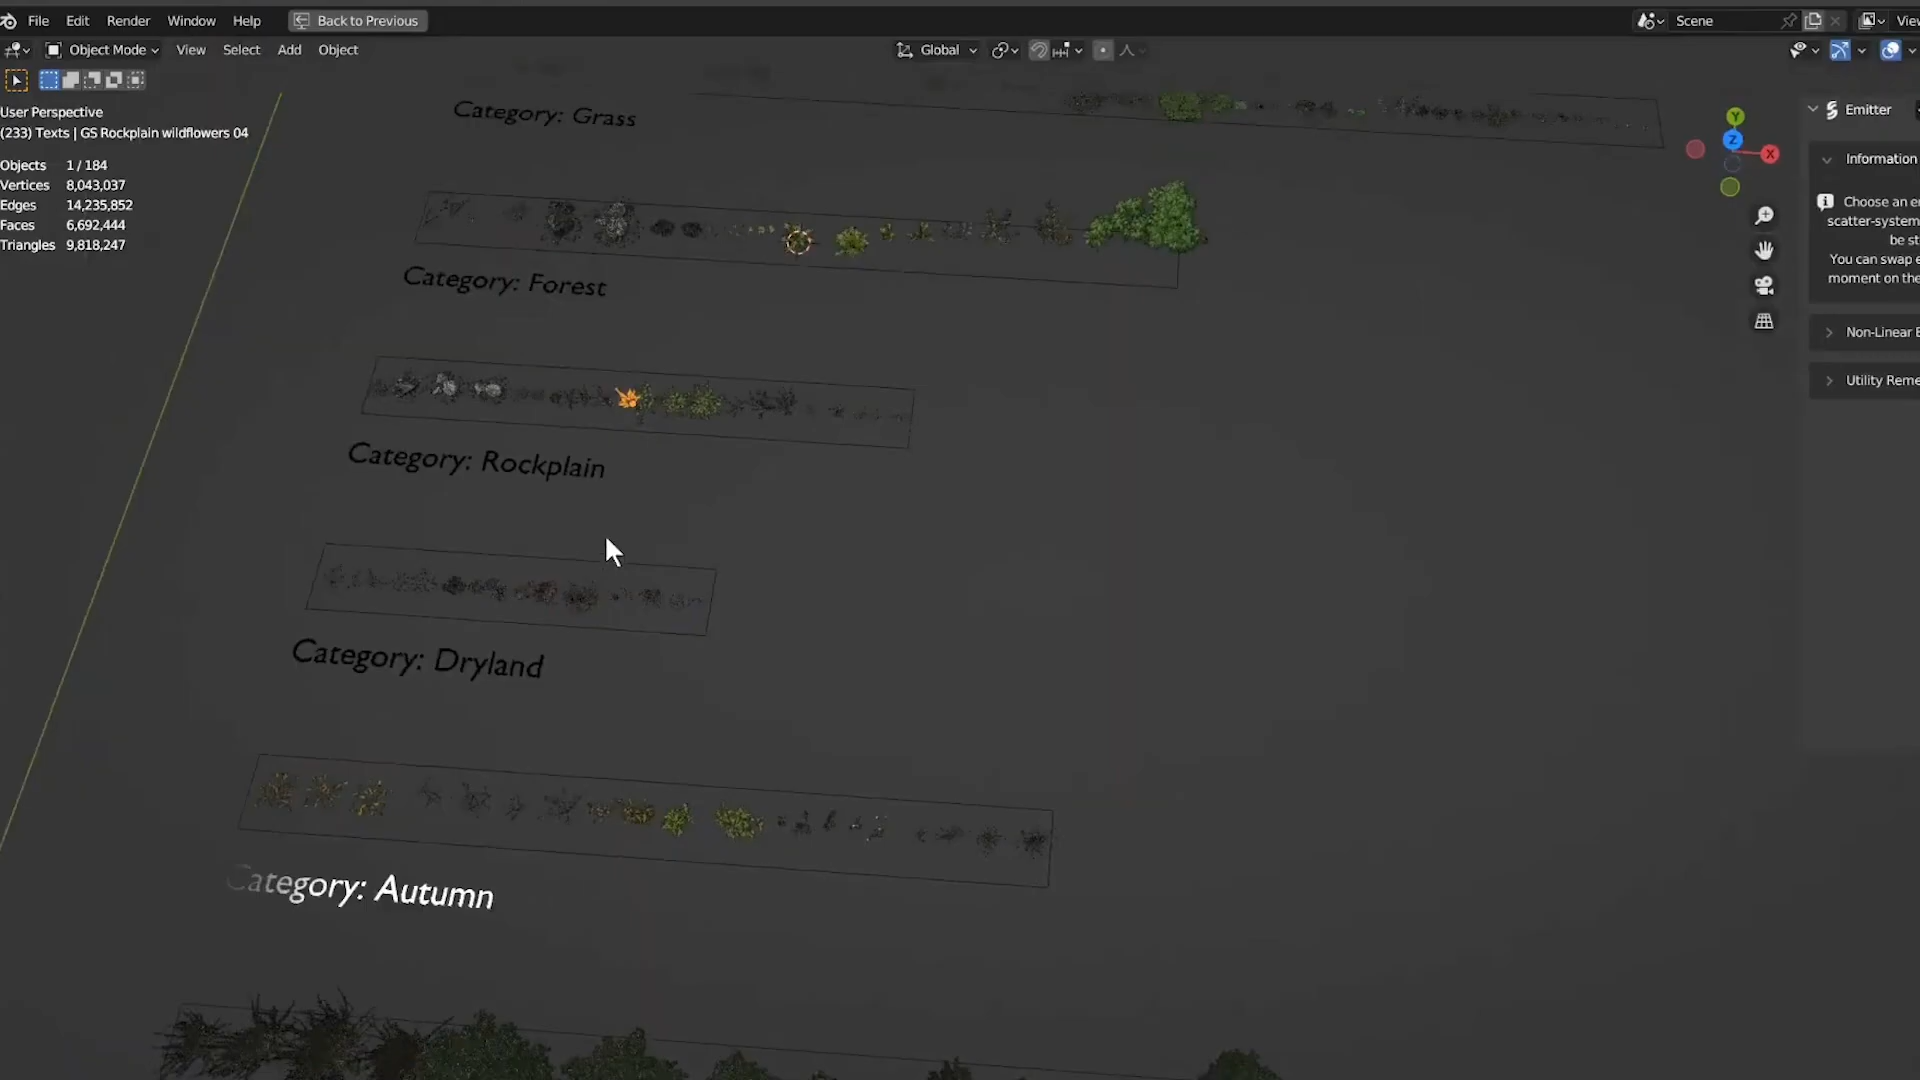 File Edit Render Window Help Back to Previous Scene View
Object Mode View Select Add Object Global
User Perspective
(233) Texts | GS Rockplain wildflowers 04
Objects 1 / 184
Vertices 8,043,037
Edges 14,235,852
Faces 6,692,444
Triangles 9,818,247
Category: Grass
Category: Forest
Category: Rockplain
Category: Dryland
Category: Autumn
Y
Z
X
Emitter
Information
Choose an e
scatter-system
be st
You can swap e
moment on the
Non-Linear
Utility Reme